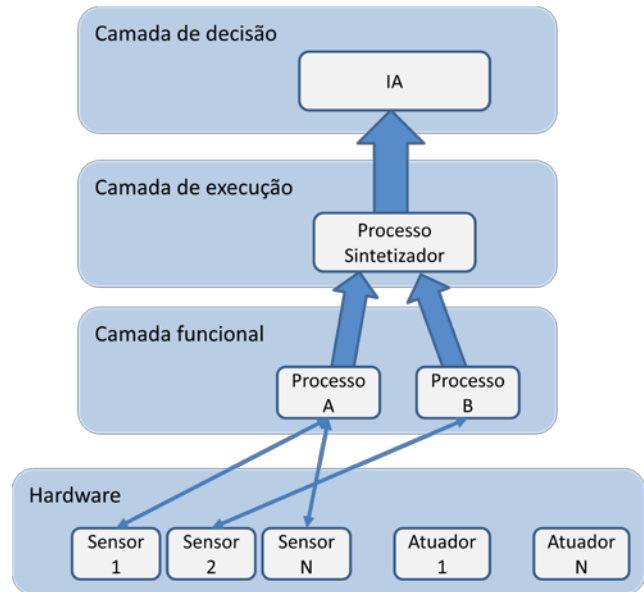 Camada de decisão
IA
Camada de execução
Processo
Sintetizador
Camada funcional
Processo
A
Processo
B
Hardware
Sensor
1
Sensor
2
Sensor
N
Atuador
1
Atuador
N